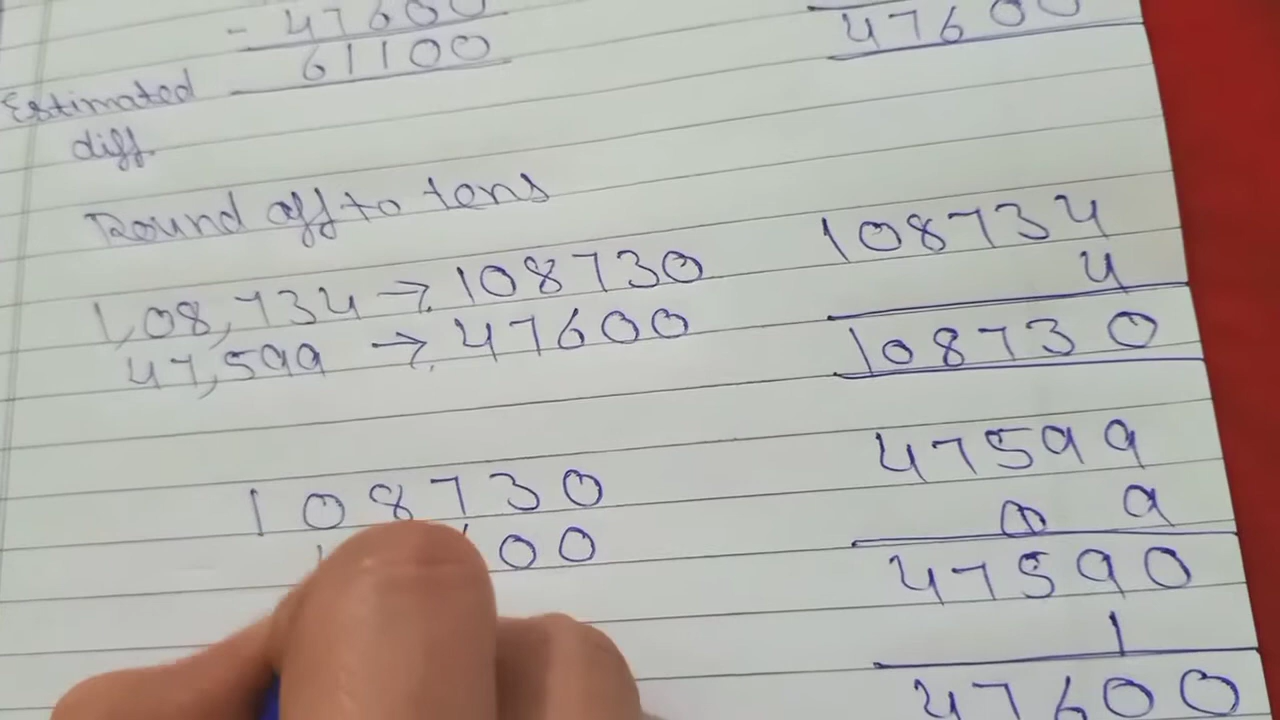 - 47600
61100
Estimated
diff.
47600
Round off to tens
1,08,734 → 108730
47,599 → 47600
108734
4
108730
108730
00
47599
9
47590
1
47600